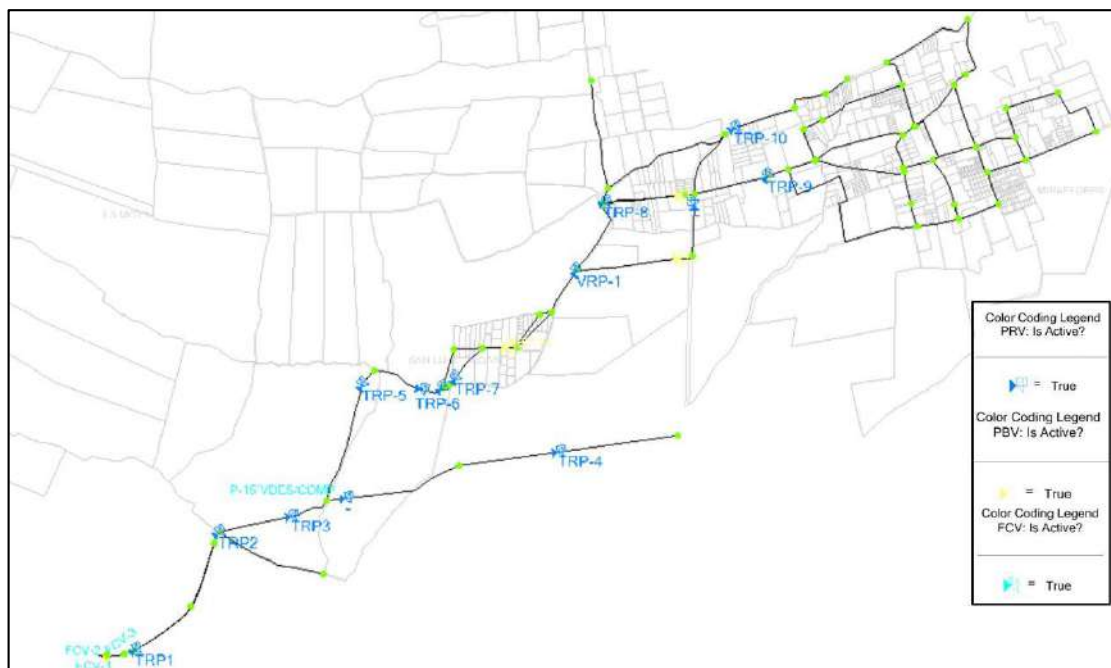 TRP-10
TRP-9
TRP-8
VRP-1
TRP-7
TRP-5
TRP-6
TRP-4
TRP3
TRP2
FCV-2
TRP1
Color Coding Legend
PRV: Is Active?
= True
Color Coding Legend
PBV: Is Active?
= True
Color Coding Legend
FCV: Is Active?
= True